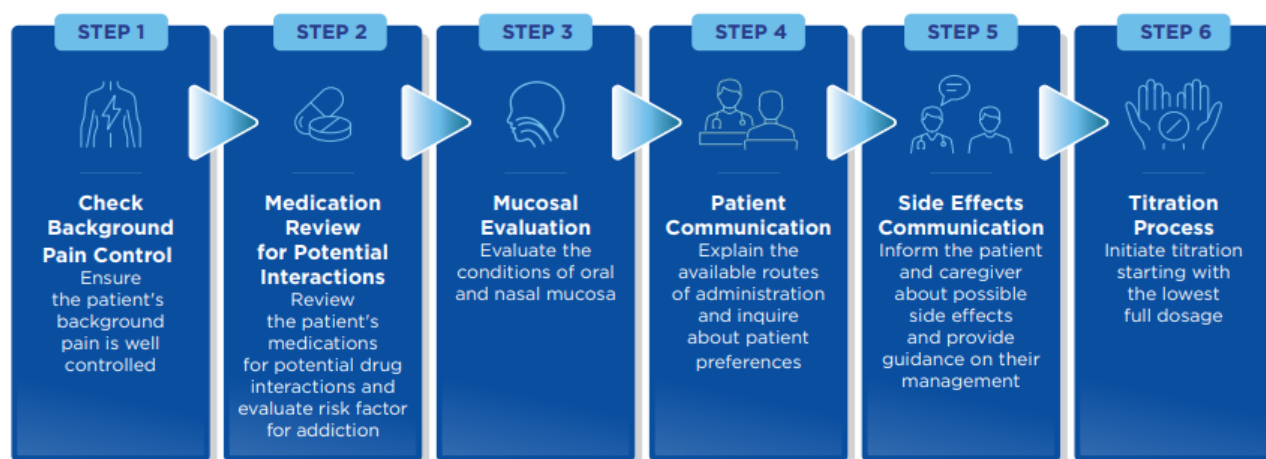 STEP 1
Check
Background
Pain Control
Ensure
the patient's
background
pain is well
controlled
STEP 2
Medication
Review
for Potential
Interactions
Review
the patient's
medications
for potential drug
interactions and
evaluate risk factor
for addiction
STEP 3
Mucosal
Evaluation
Evaluate the
conditions of oral
and nasal mucosa
STEP 4
Patient
Communication
Explain the
available routes
of administration
and inquire
about patient
preferences
STEP 5
Side Effects
Communication
Inform the patient
and caregiver
about possible
side effects
and provide
guidance on their
management
STEP 6
Titration
Process
Initiate titration
starting with
the lowest
full dosage